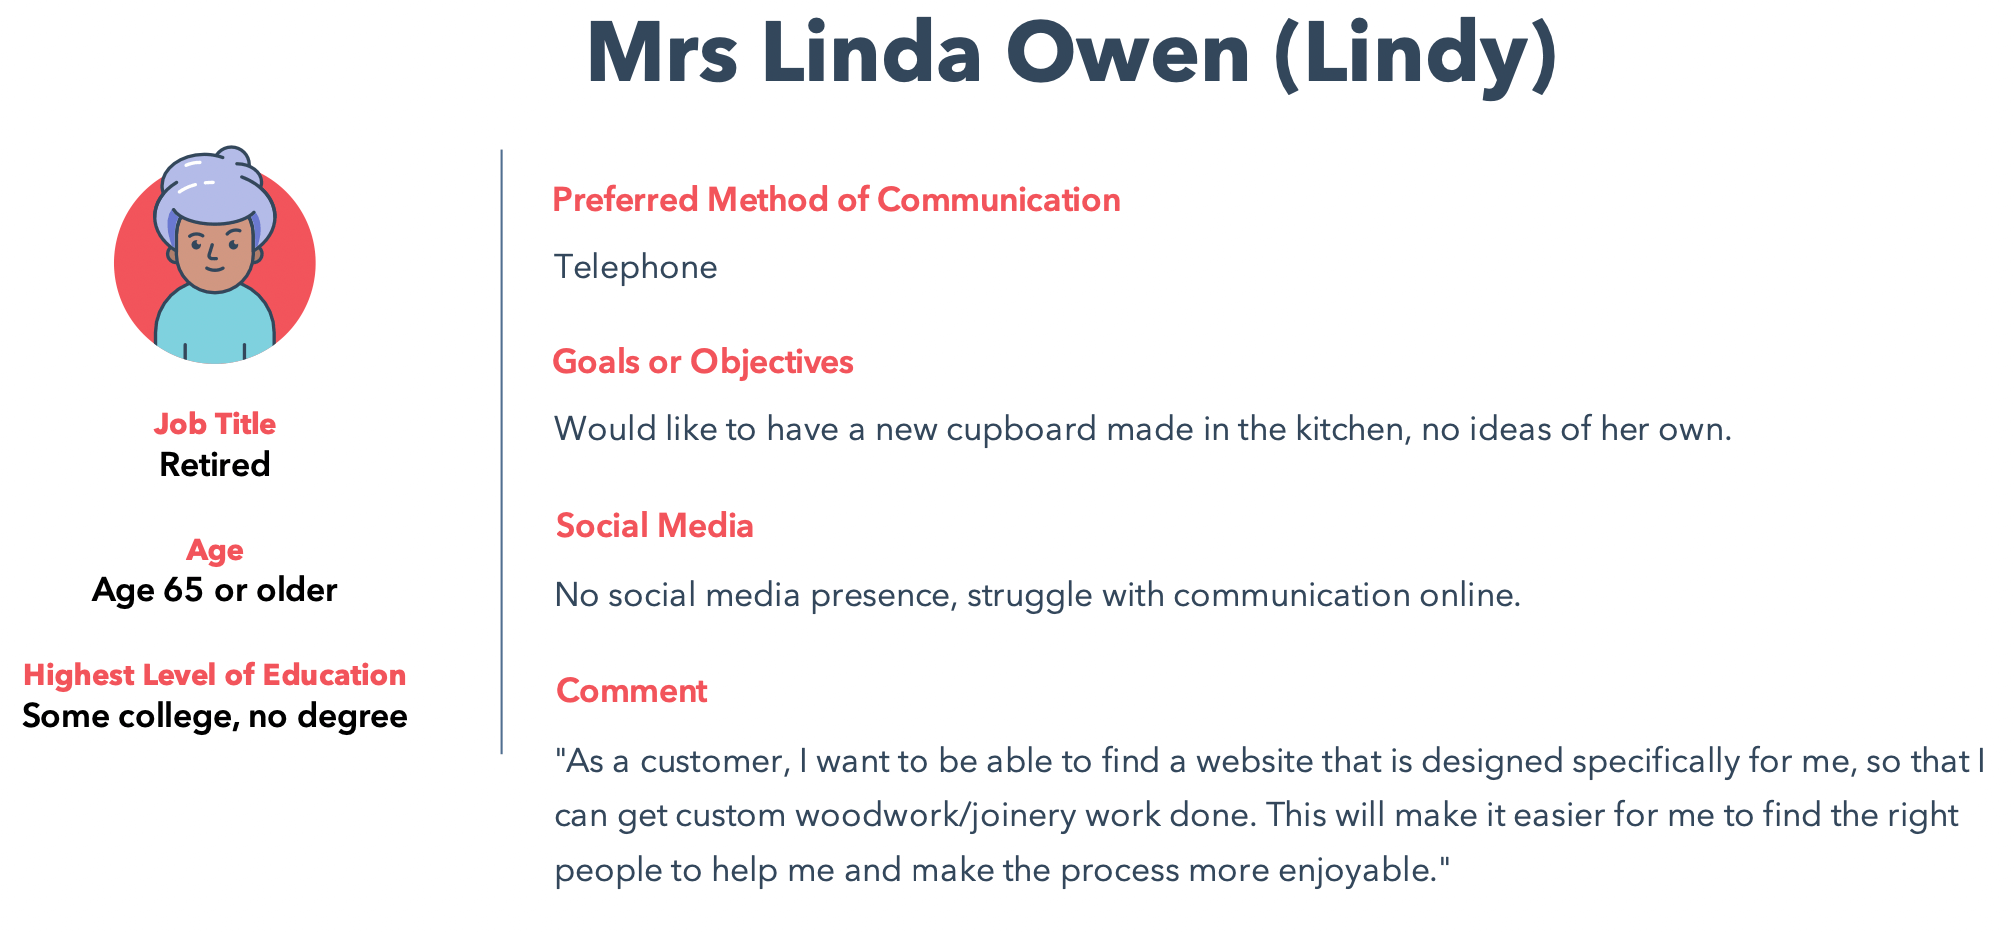 Mrs Linda Owen (Lindy)
Job Title
Retired
Age
Age 65 or older
Highest Level of Education
Some college, no degree
Preferred Method of Communication
Telephone
Goals or Objectives
Would like to have a new cupboard made in the kitchen, no ideas of her own.
Social Media
No social media presence, struggle with communication online.
Comment
"As a customer, I want to be able to find a website that is designed specifically for me, so that I
can get custom woodwork/joinery work done. This will make it easier for me to find the right
people to help me and make the process more enjoyable."